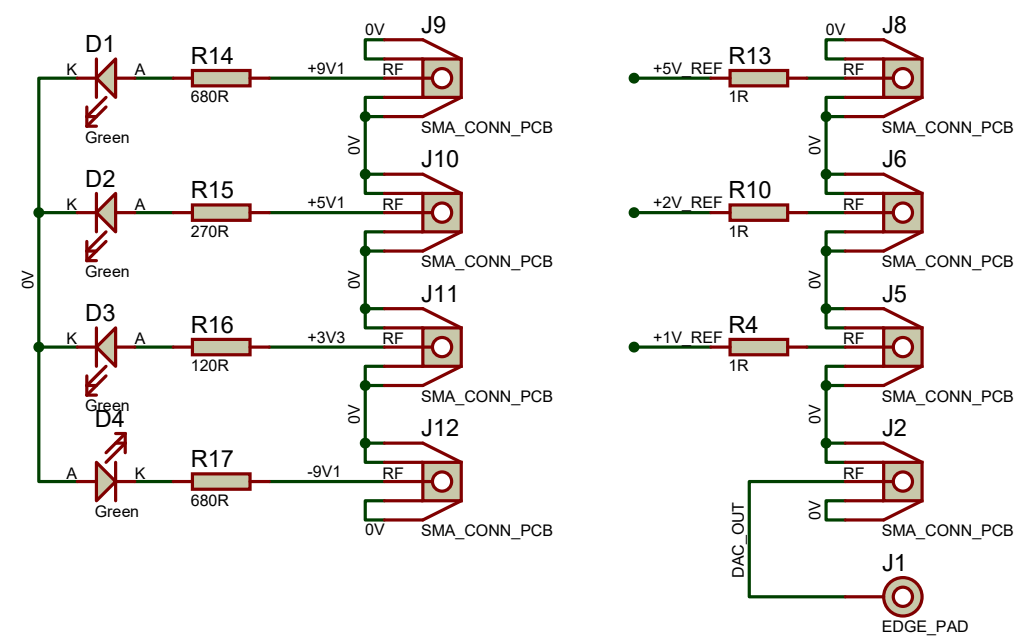 0V
J9
D1
K
A
R14
680R
+9V1
RF
Green
SMA_CONN_PCB
0V
J10
D2
K
A
R15
270R
+5V1
RF
Green
SMA_CONN_PCB
0V
0V
J11
D3
K
A
R16
120R
+3V3
RF
Green
SMA_CONN_PCB
0V
J12
D4
A
K
R17
680R
-9V1
RF
Green
0V
SMA_CONN_PCB
0V
J8
+5V_REF
R13
1R
RF
SMA_CONN_PCB
0V
J6
+2V_REF
R10
1R
RF
SMA_CONN_PCB
0V
J5
+1V_REF
R4
1R
RF
SMA_CONN_PCB
0V
J2
RF
0V
SMA_CONN_PCB
DAC_OUT
J1
EDGE_PAD